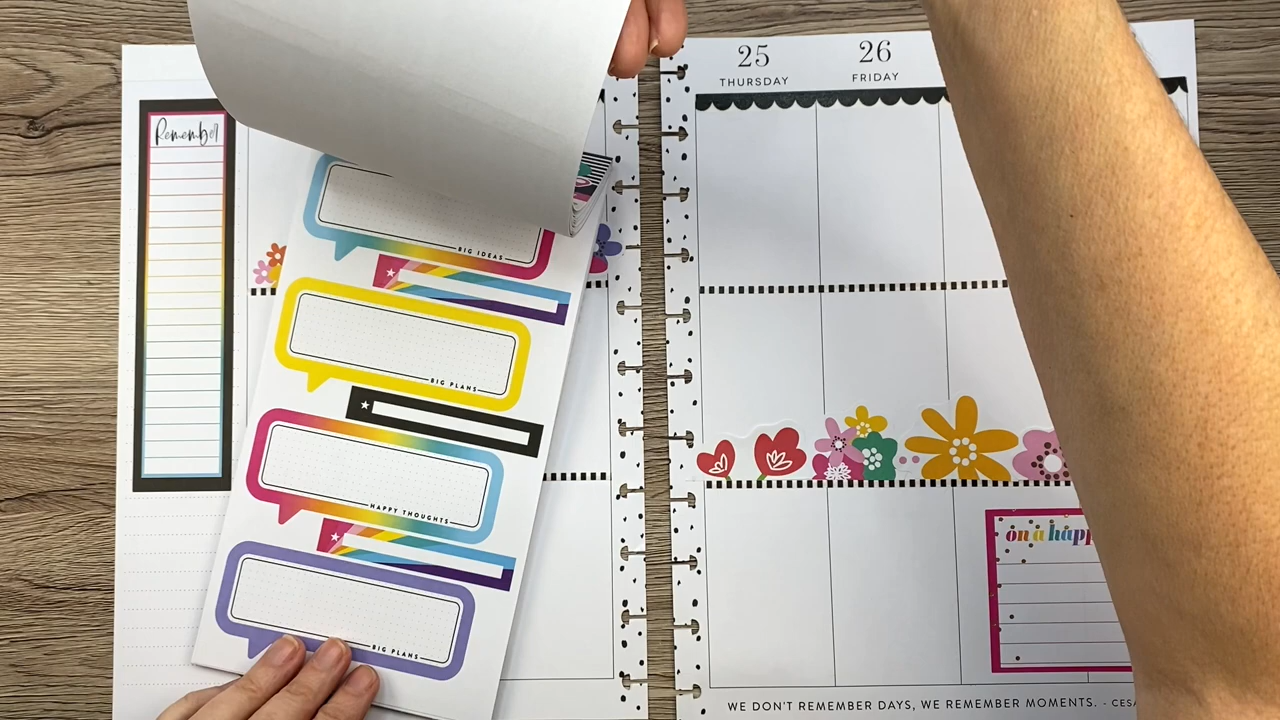 Remember
BIG IDEAS
BIG PLANS
HAPPY THOUGHTS
BIG PLANS
25
THURSDAY
26
FRIDAY
on a
WE DON'T REMEMBER DAYS, WE REMEMBER MOMENTS. -